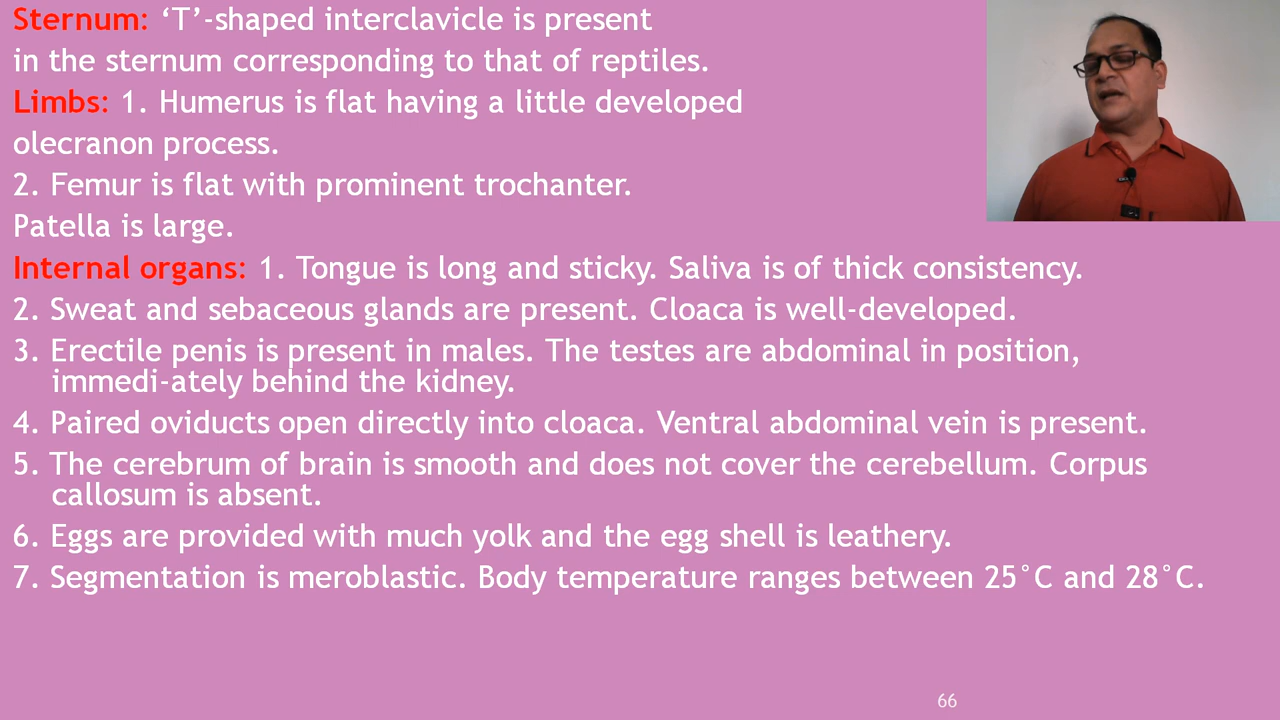 Sternum: ‘T’-shaped interclavicle is present
in the sternum corresponding to that of reptiles.
Limbs: 1. Humerus is flat having a little developed
olecranon process.
2. Femur is flat with prominent trochanter.
Patella is large.
Internal organs: 1. Tongue is long and sticky. Saliva is of thick consistency.
2. Sweat and sebaceous glands are present. Cloaca is well-developed.
3. Erectile penis is present in males. The testes are abdominal in position,
immedi-ately behind the kidney.
4. Paired oviducts open directly into cloaca. Ventral abdominal vein is present.
5. The cerebrum of brain is smooth and does not cover the cerebellum. Corpus
callosum is absent.
6. Eggs are provided with much yolk and the egg shell is leathery.
7. Segmentation is meroblastic. Body temperature ranges between 25°C and 28°C.
66